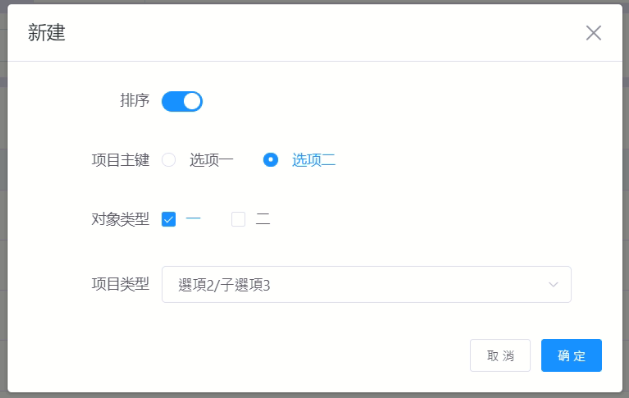 新建
排序
项目主键 选项一 选项二
对象类型 一 二
项目类型 選項2/子選項3
取消 确定